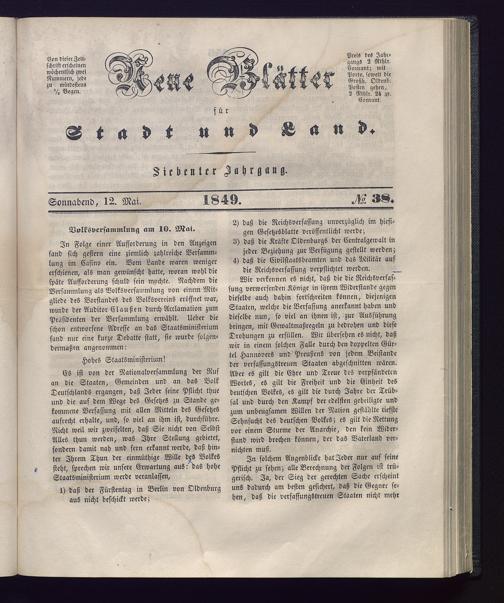 Von dieser Zeit-
schrift erscheinen
wöchentlich zwei
Nummern, jede
zu mindestens
½ Bogen.
Neue Blätter
Preis des Jahr-
gangs 2 Rthlr.
Courant; mit
Porto, soweit die
Großh. Oldenb.
Posten gehen,
2 Rthlr. 24 gr.
Courant.
für
Stadt und Land.
Siebenter Jahrgang.
Sonnabend, 12. Mai.
1849.
№ 38.
Volksversammlung am 10. Mai.
In Folge einer Aufforderung in den Anzeigen
fand sich gestern eine ziemlich zahlreiche Versamm-
lung im Casino ein. Vom Lande waren weniger
erschienen, als man gewünscht hatte, woran wohl die
späte Aufforderung schuld sein mochte. Nachdem die
Versammlung als Volksversammlung von einem Mit-
gliede des Vorstandes des Volksvereins eröffnet war,
wurde der Auditor Claussen durch Acclamation zum
Präsidenten der Versammlung erwählt. Ueber die
schon entworfene Adresse an das Staatsministerium
fand nur eine kurze Debatte statt, sie wurde folgen-
dermaßen angenommen:
Hohes Staatsministerium!
Es ist von der Nationalversammlung der Ruf
an die Staaten, Gemeinden und an das Volk
Deutschlands ergangen, daß Jeder seine Pflicht thue
und die auf dem Wege des Gesetzes zu Stande ge-
kommene Verfassung mit allen Mitteln des Gesetzes
aufrecht erhalte, und, so viel an ihm ist, durchführe.
Nicht weil wir zweifelten, daß Sie nicht von Selbst
Alles thun werden, was Ihre Stellung gebietet,
sondern damit nah und fern erkannt werde, daß hin-
ter Ihrem Thun der einmüthige Wille des Volkes
steht, sprechen wir unsere Erwartung aus: das hohe
Staatsministerium werde veranlassen,
1) daß der Fürstentag in Berlin von Oldenburg
aus nicht beschickt werde;
2) daß die Reichsverfassung unverzüglich im hiesi-
gen Gesetzesblatte veröffentlicht werde;
3) daß die Kräfte Oldenburgs der Centralgewalt in
jeder Beziehung zur Verfügung gestellt werden;
4) daß die Civilstaatsbeamten und das Militär auf
die Reichsverfassung verpflichtet werden.
Wir verkennen es nicht, daß die die Reichsverfas-
sung verwerfenden Könige in ihrem Widerstande gegen
dieselbe auch dahin fortschreiten können, diejenigen
Staaten, welche die Verfassung anerkannt haben und
dieselbe nun, so viel an ihnen ist, zur Ausführung
bringen, mit Gewaltmaßregeln zu bedrohen und diese
Drohungen zu erfüllen. Wir übersehen es nicht, daß
wir in einem solchen Falle durch den doppelten Gür-
tel Hannovers und Preußens von jedem Beistande
der verfassungstreuen Staaten abgeschnitten wären.
Aber es gilt die Ehre und Treue des verpfändeten
Wortes, es gilt die Freiheit und die Einheit des
deutschen Volkes, es gilt die durch Jahre der Trüb-
sal und durch den Kampf der edelsten gebeiligte und
zum unbeugsamen Willen der Nation gestählte tiefste
Sehnsucht des deutschen Volkes; es gilt die Rettung
vor einem Sturme der Anarchie, den kein Wider-
stand wird brechen können, der das Vaterland ver-
nichten muß.
In solchem Augenblicke hat Jeder nur auf seine
Pflicht zu sehen; alle Berechnung der Folgen ist trü-
gerisch. Ja, der Sieg der gerechten Sache erscheint
uns dadurch am besten gesichert, daß die Gegner se-
hen, daß die verfassungstreuen Staaten nicht mehr